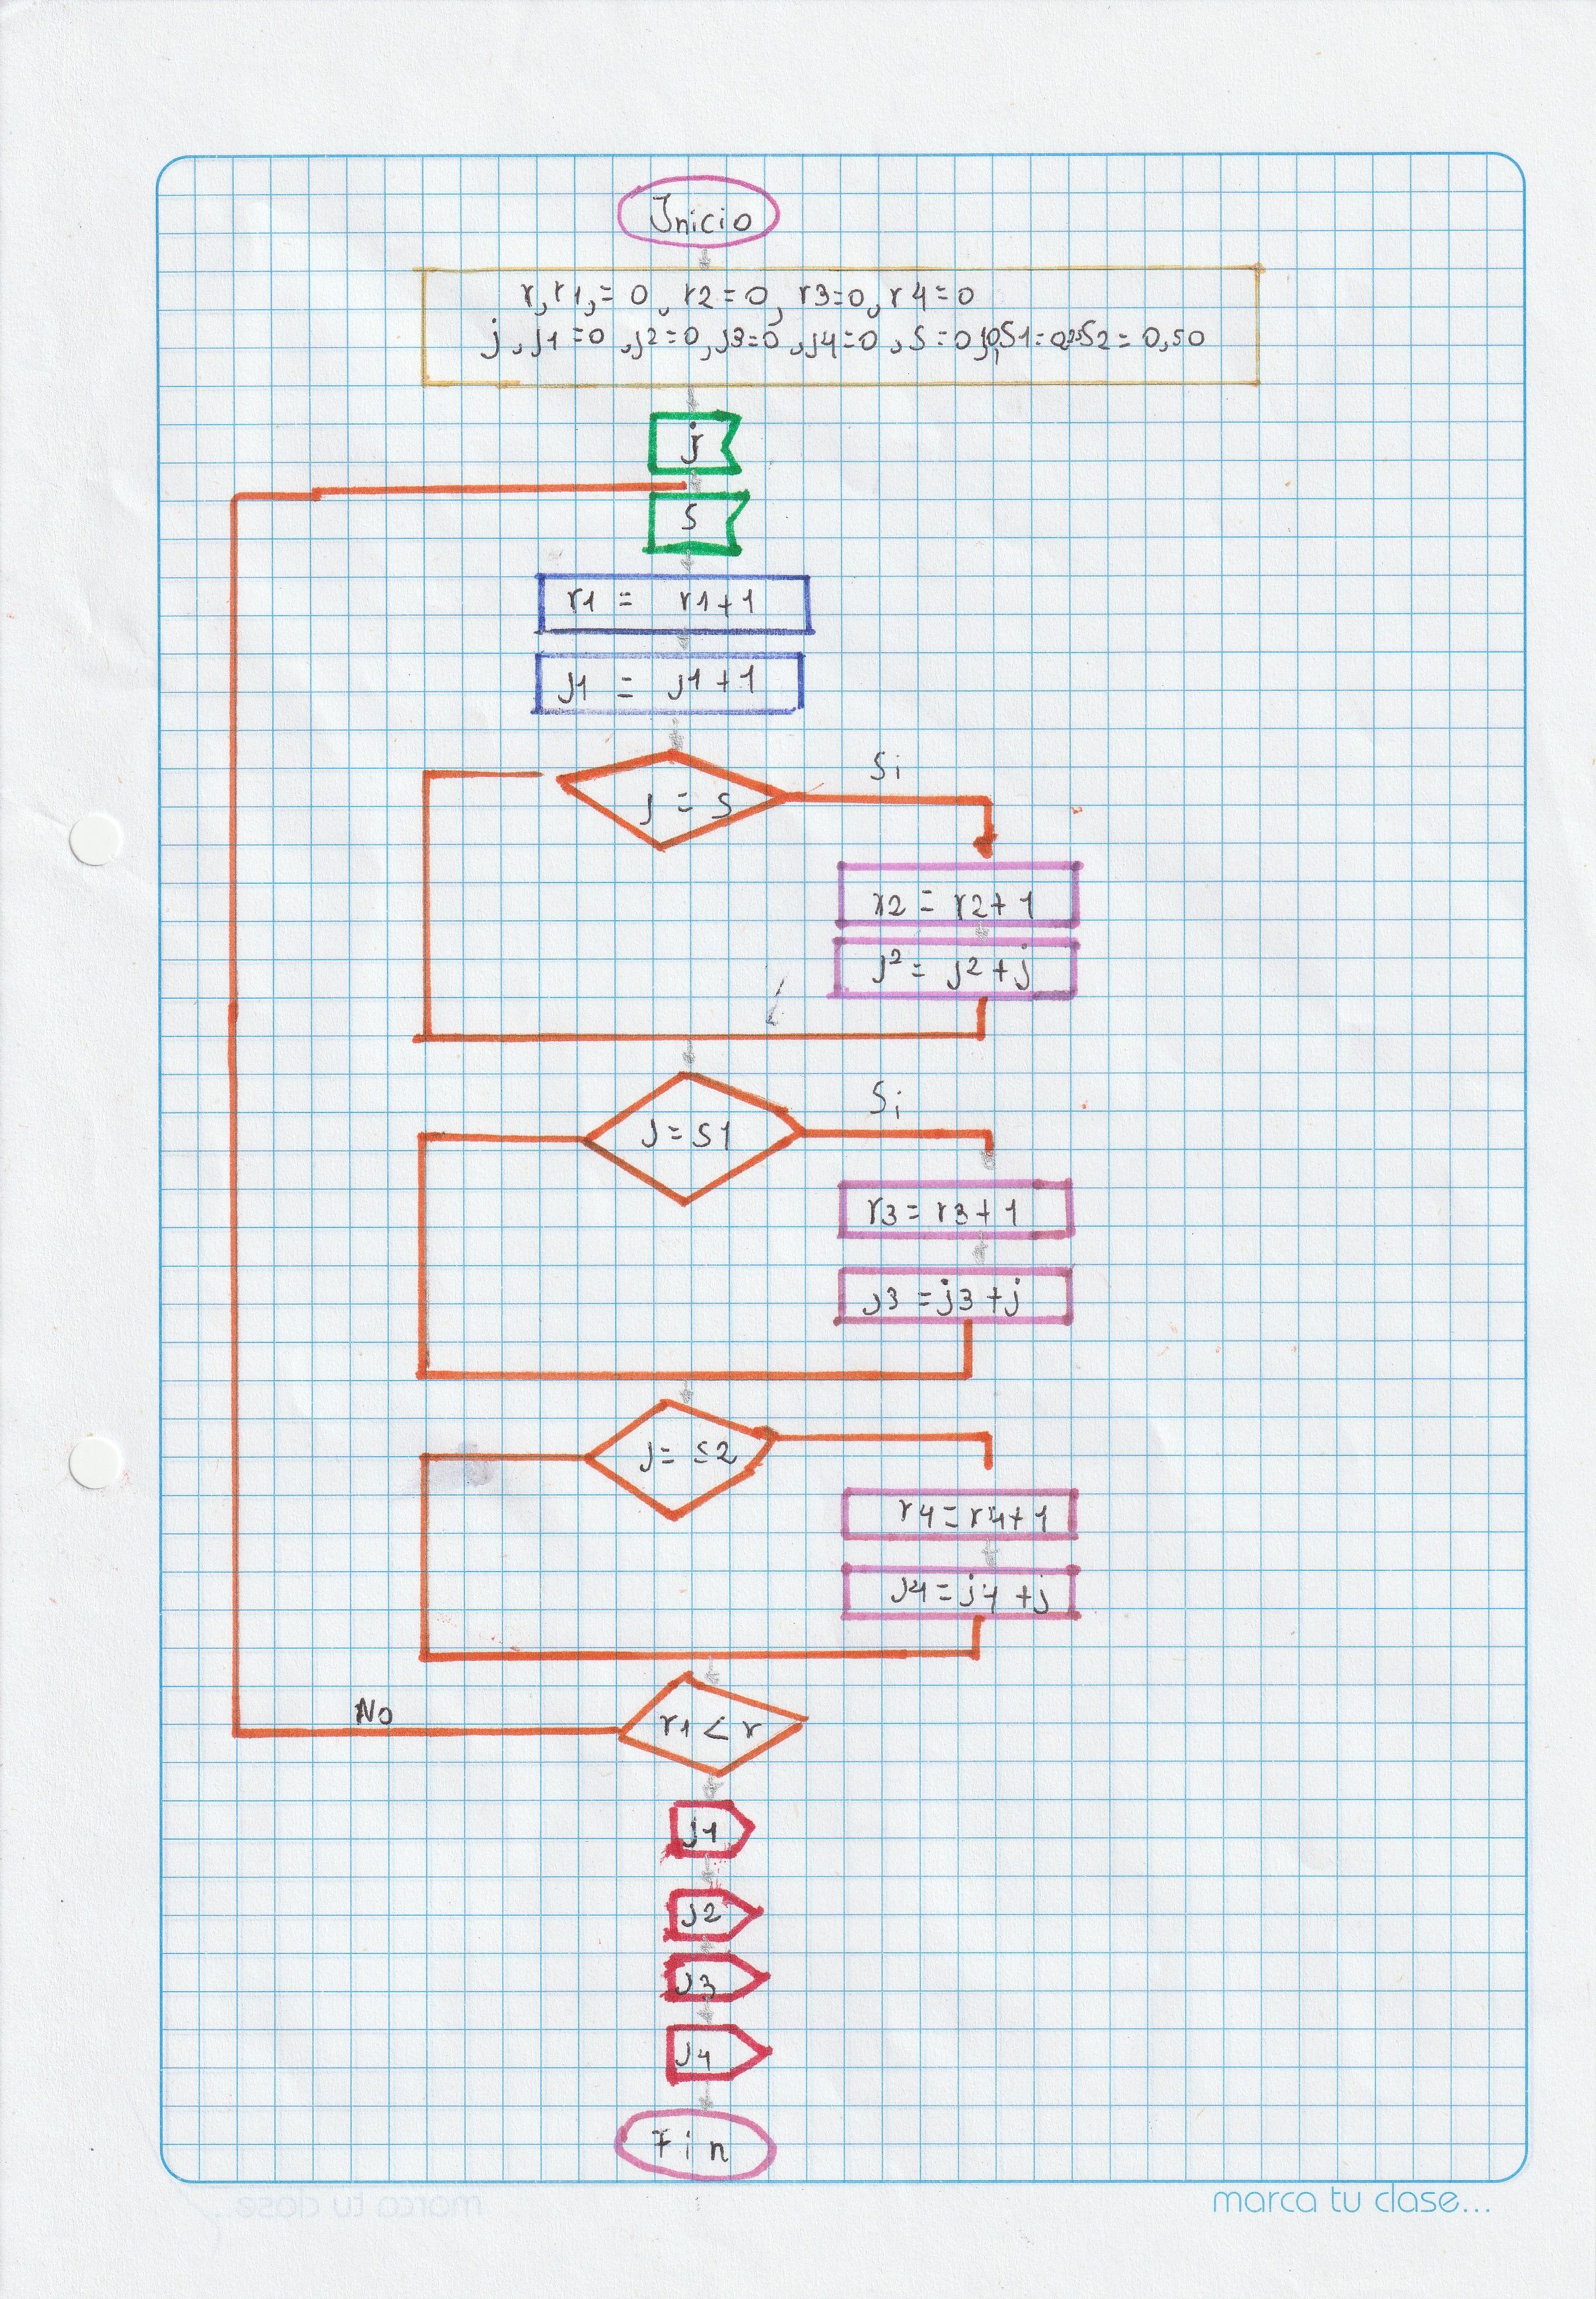 Inicio
r, r1, = 0, r2 = 0, r3=0, r4=0
j, j1 =0, j2=0, j3=0, j4=0, S = 0,10 S1= 0,25 S2= 0,50
s
r1 = r1+1
j1 = j1+1
j = s
Si
r2 = r2+1
j2 = j2+j
j=s1
Si
r3=r3+1
j3=j3+j
j= s2
r4=r4+1
j4=j4+j
r1 < r
No
j1
j2
j3
j4
Fin
marca tu clase...